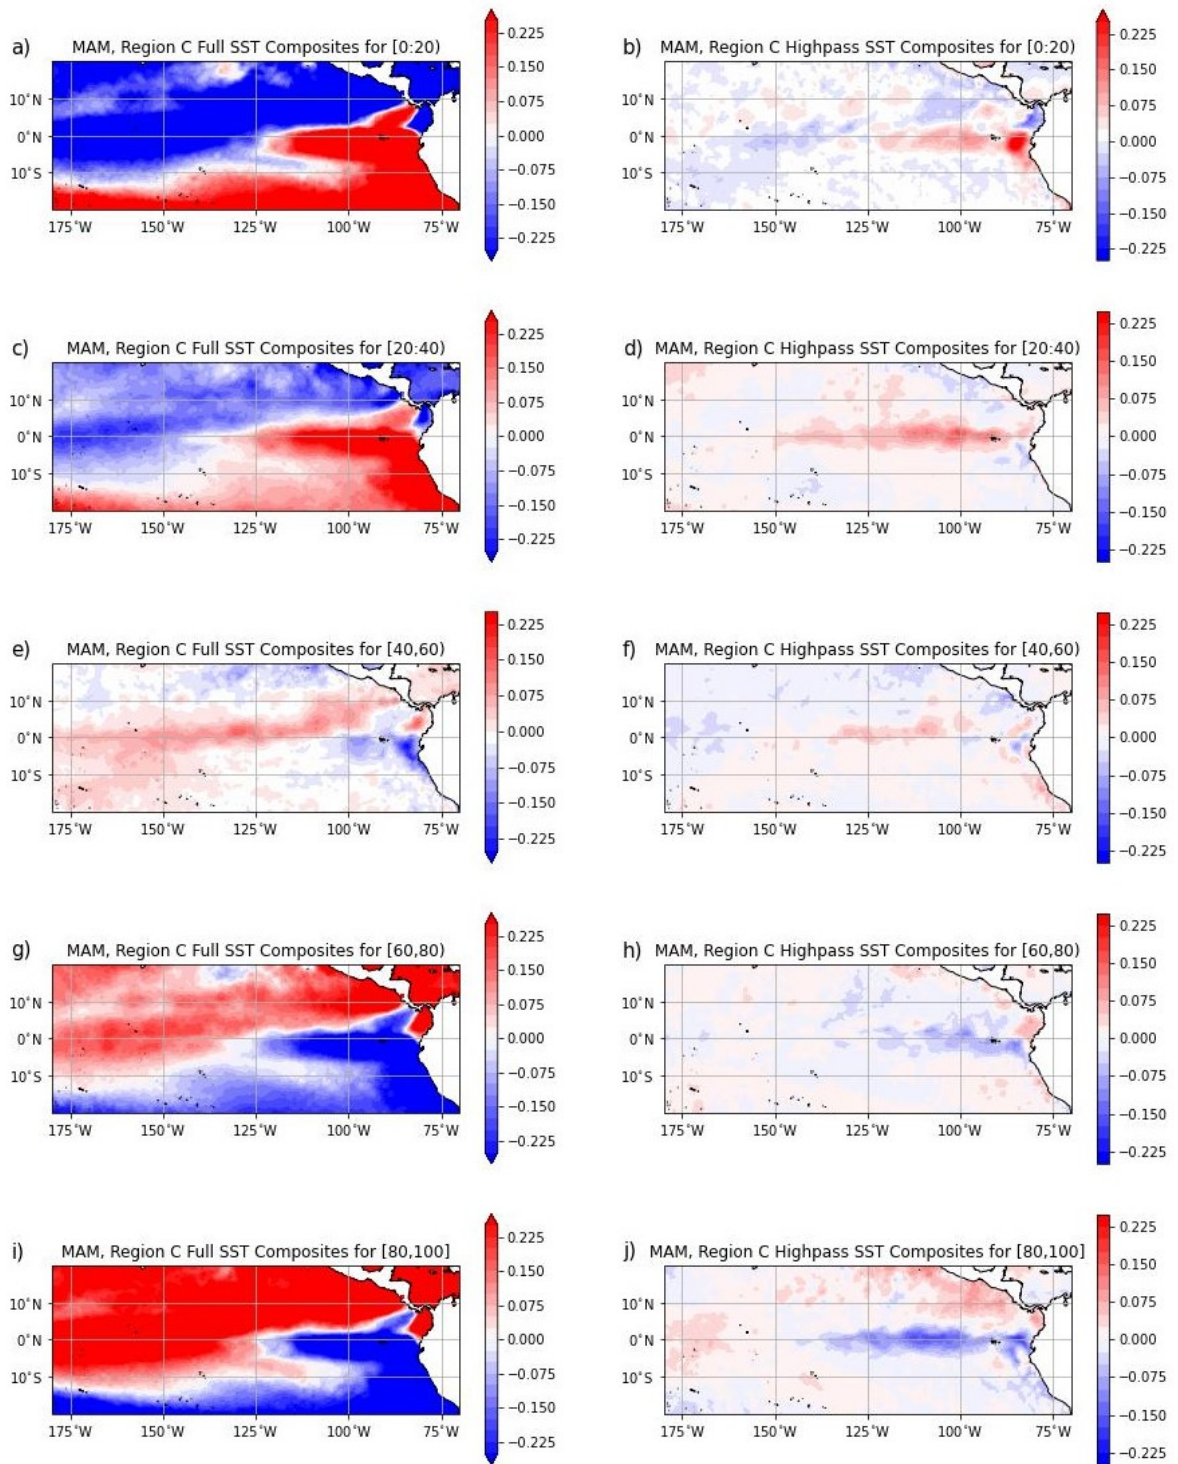 a) MAM, Region C Full SST Composites for [0:20)
10°N
0°N
10°S
175°W 150°W 125°W 100°W 75°W
0.225
0.150
0.075
0.000
−0.075
−0.150
−0.225
b) MAM, Region C Highpass SST Composites for [0:20)
10°N
0°N
10°S
175°W 150°W 125°W 100°W 75°W
0.225
0.150
0.075
0.000
−0.075
−0.150
−0.225
c) MAM, Region C Full SST Composites for [20:40)
10°N
0°N
10°S
175°W 150°W 125°W 100°W 75°W
0.225
0.150
0.075
0.000
−0.075
−0.150
−0.225
d) MAM, Region C Highpass SST Composites for [20:40)
10°N
0°N
10°S
175°W 150°W 125°W 100°W 75°W
0.225
0.150
0.075
0.000
−0.075
−0.150
−0.225
e) MAM, Region C Full SST Composites for [40,60)
10°N
0°N
10°S
175°W 150°W 125°W 100°W 75°W
0.225
0.150
0.075
0.000
−0.075
−0.150
−0.225
f) MAM, Region C Highpass SST Composites for [40,60)
10°N
0°N
10°S
175°W 150°W 125°W 100°W 75°W
0.225
0.150
0.075
0.000
−0.075
−0.150
−0.225
g) MAM, Region C Full SST Composites for [60,80)
10°N
0°N
10°S
175°W 150°W 125°W 100°W 75°W
0.225
0.150
0.075
0.000
−0.075
−0.150
−0.225
h) MAM, Region C Highpass SST Composites for [60,80)
10°N
0°N
10°S
175°W 150°W 125°W 100°W 75°W
0.225
0.150
0.075
0.000
−0.075
−0.150
−0.225
i) MAM, Region C Full SST Composites for [80,100]
10°N
0°N
10°S
175°W 150°W 125°W 100°W 75°W
0.225
0.150
0.075
0.000
−0.075
−0.150
−0.225
j) MAM, Region C Highpass SST Composites for [80,100]
10°N
0°N
10°S
175°W 150°W 125°W 100°W 75°W
0.225
0.150
0.075
0.000
−0.075
−0.150
−0.225